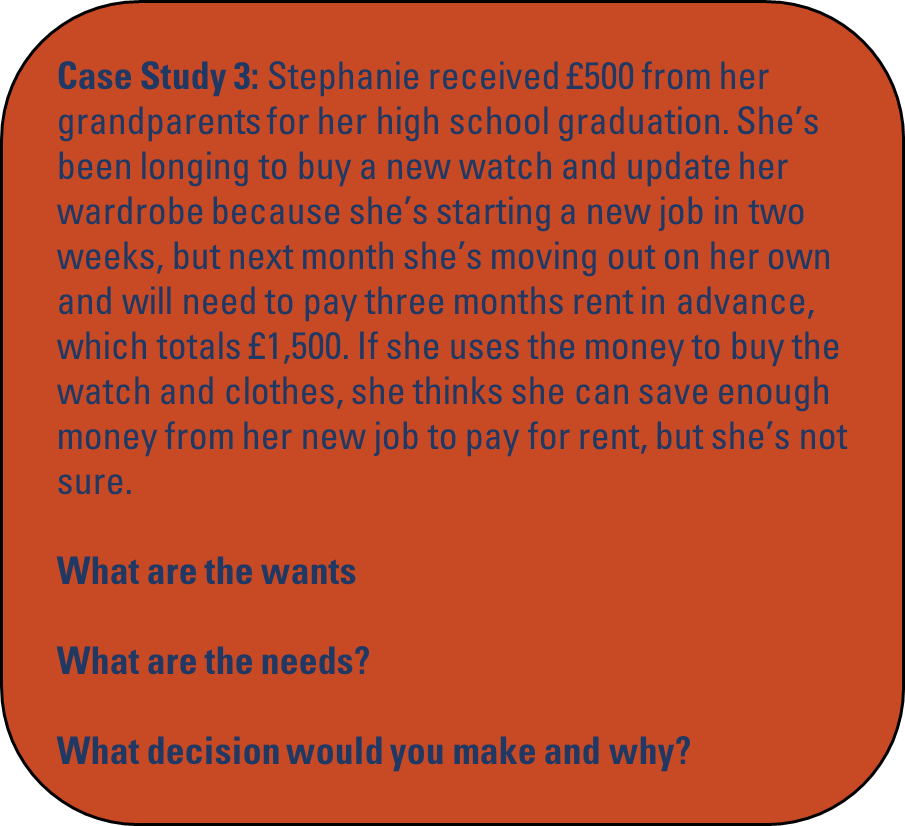 Case Study 3: Stephanie received £500 from her
grandparents for her high school graduation. She’s
been longing to buy a new watch and update her
wardrobe because she’s starting a new job in two
weeks, but next month she’s moving out on her own
and will need to pay three months rent in advance,
which totals £1,500. If she uses the money to buy the
watch and clothes, she thinks she can save enough
money from her new job to pay for rent, but she’s not
sure.
What are the wants
What are the needs?
What decision would you make and why?